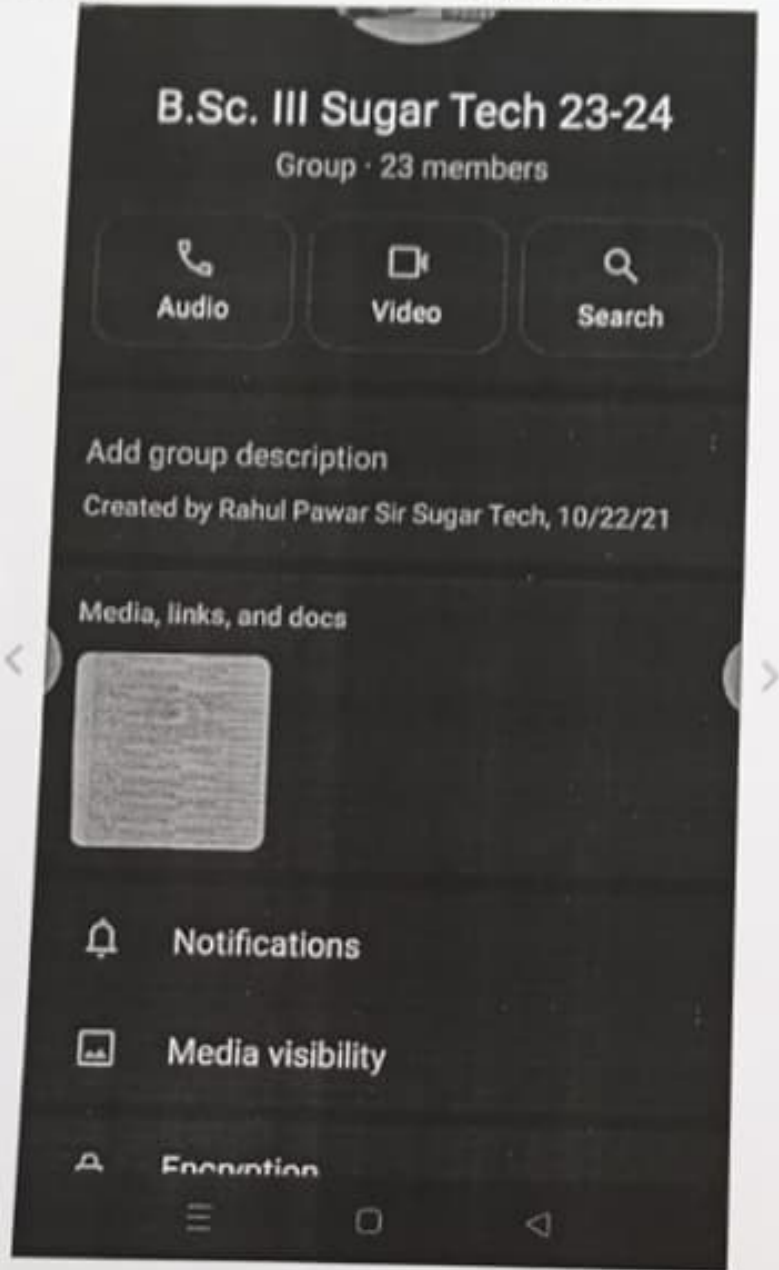 B.Sc. III Sugar Tech 23-24
Group · 23 members
Audio Video Search
Add group description
Created by Rahul Pawar Sir Sugar Tech, 10/22/21
Media, links, and docs
Notifications
Media visibility
Encryption